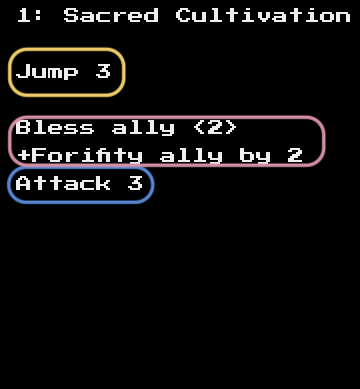 1: Sacred Cultivation
Jump 3
Bless ally <2>
+Forifity ally by 2
Attack 3